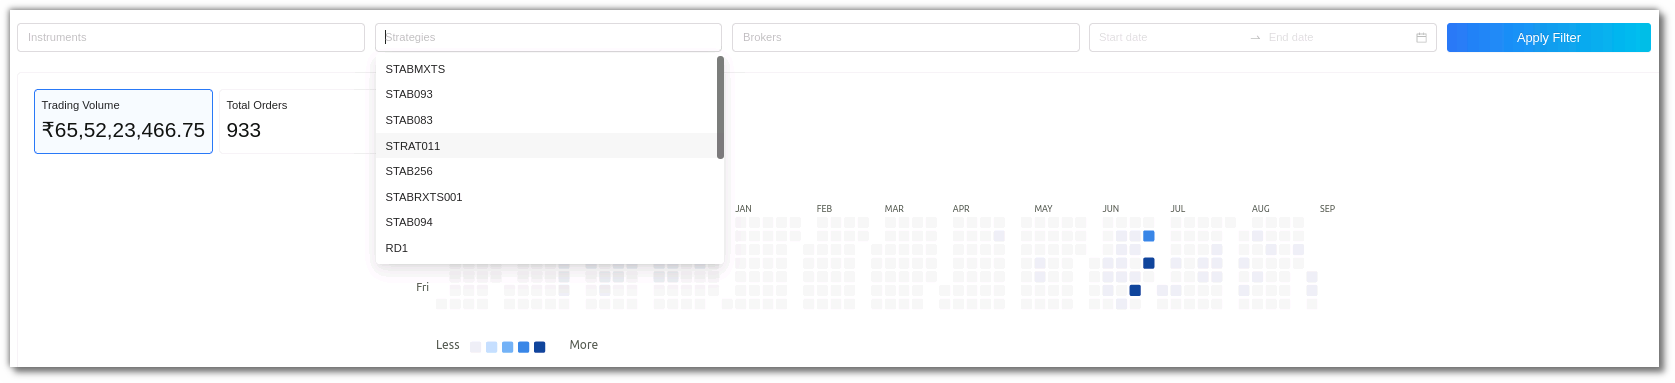 Instruments
Strategies
Brokers
Start date → End date
Apply Filter
Trading Volume
₹65,52,23,466.75
Total Orders
933
STABMXTS
STAB093
STAB083
STRAT011
STAB256
STABRXTS001
STAB094
RD1
JAN FEB MAR APR MAY JUN JUL AUG SEP
Fri
Less More